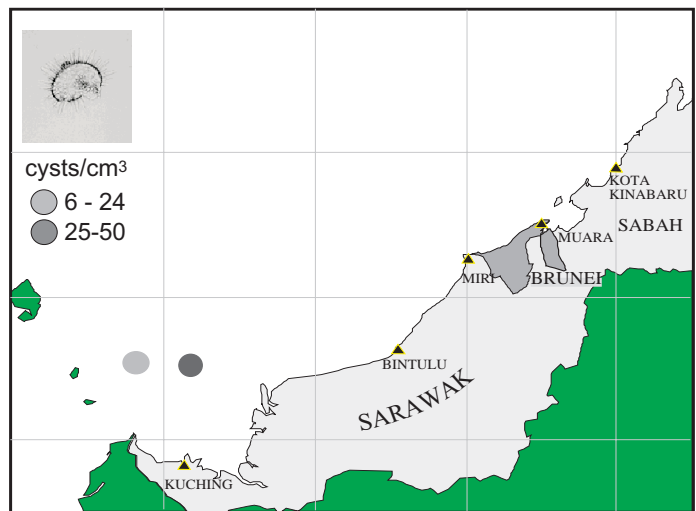 cysts/cm³
6 - 24
25-50
KOTA
KINABARU
SABAH
MUARA
MIRI
BRUNEI
BINTULU
SARAWAK
KUCHING